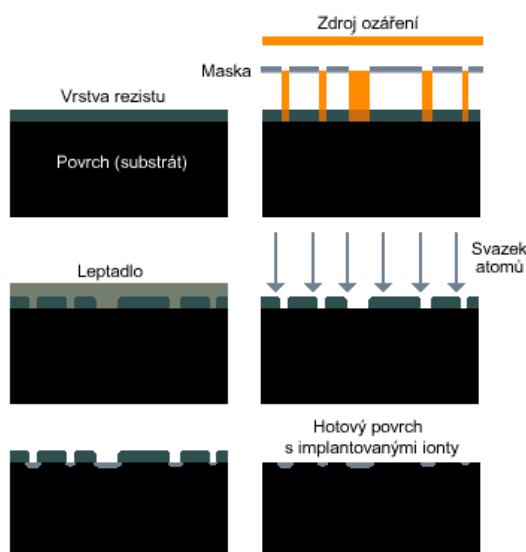 Zdroj ozáření
Maska
Vrstva rezistu
Povrch (substrát)
Leptadlo
Svazek
atomů
Hotový povrch
s implantovanými ionty